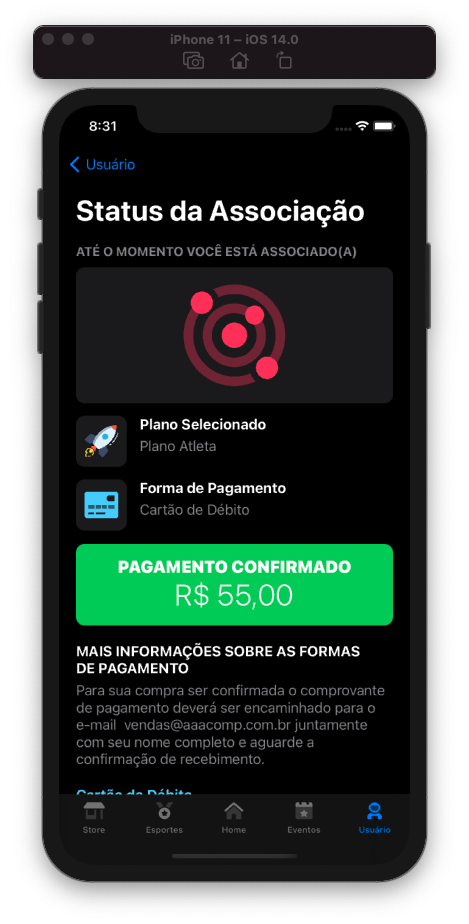 iPhone 11 – iOS 14.0
8:31
Usuário
Status da Associação
ATÉ O MOMENTO VOCÊ ESTÁ ASSOCIADO(A)
Plano Selecionado
Plano Atleta
Forma de Pagamento
Cartão de Débito
PAGAMENTO CONFIRMADO
R$ 55,00
MAIS INFORMAÇÕES SOBRE AS FORMAS
DE PAGAMENTO
Para sua compra ser confirmada o comprovante
de pagamento deverá ser encaminhado para o
e-mail vendas@aaacomp.com.br juntamente
com seu nome completo e aguarde a
confirmação de recebimento.
Cartão de Débito
Store
Esportes
Home
Eventos
Usuário